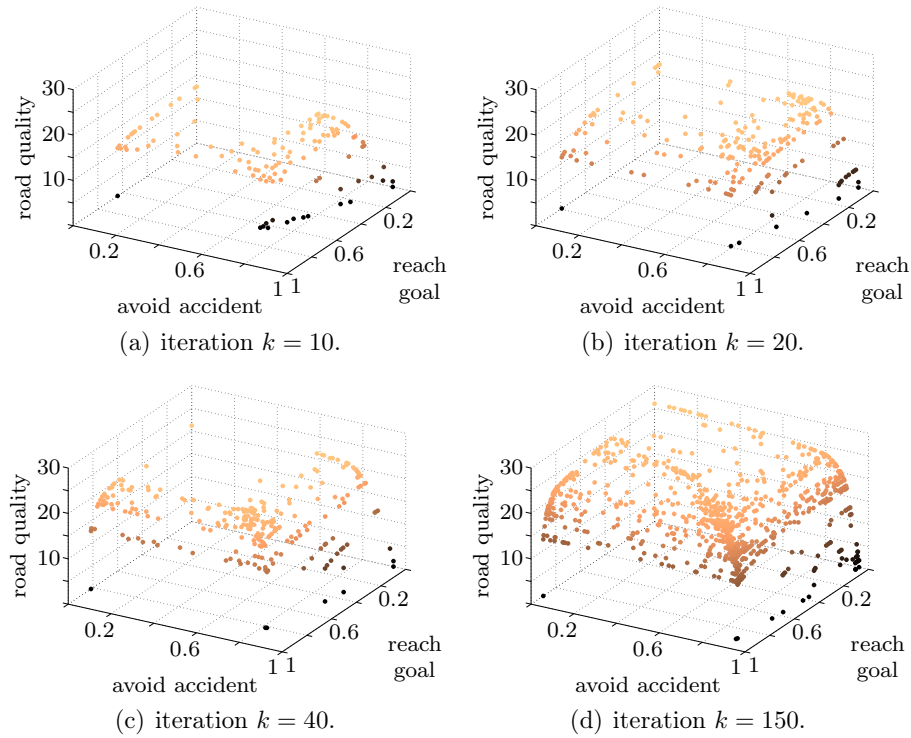 30
20
10
road quality
0.2
0.6
1
avoid accident
0.2
0.6
1
reach
goal
(a) iteration k = 10.
30
20
10
road quality
0.2
0.6
1
avoid accident
0.2
0.6
1
reach
goal
(b) iteration k = 20.
30
20
10
road quality
0.2
0.6
1
avoid accident
0.2
0.6
1
reach
goal
(c) iteration k = 40.
30
20
10
road quality
0.2
0.6
1
avoid accident
0.2
0.6
1
reach
goal
(d) iteration k = 150.